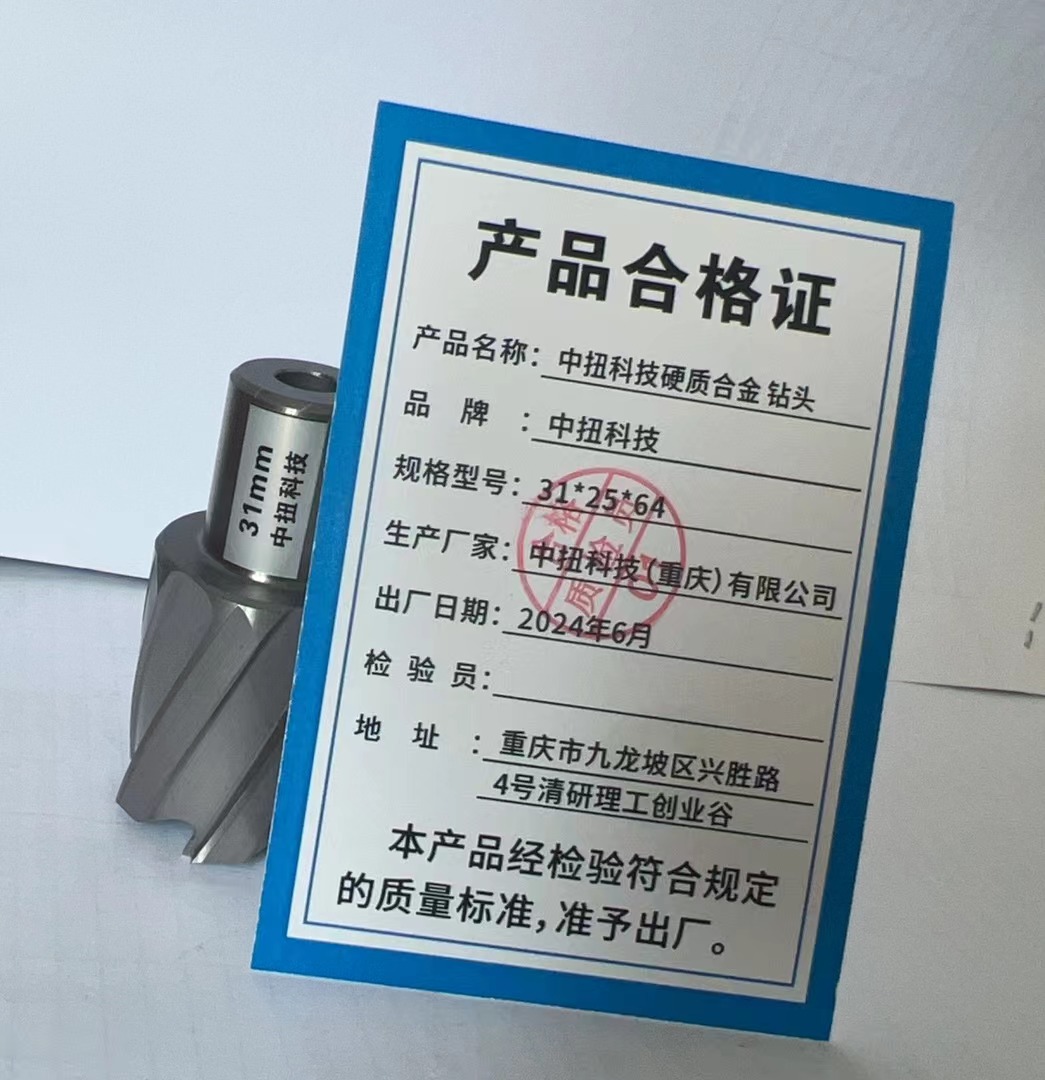 产品合格证
产品名称：中扭科技硬质合金 钻头
品 牌 ：中扭科技
规格型号：31*25*64
生产厂家：中扭科技（重庆）有限公司
出厂日期：2024年6月
检 验 员：
地 址 ：重庆市九龙坡区兴胜路
4号清研理工创业谷
本产品经检验符合规定
的质量标准，准予出厂。
31mm
中扭科技